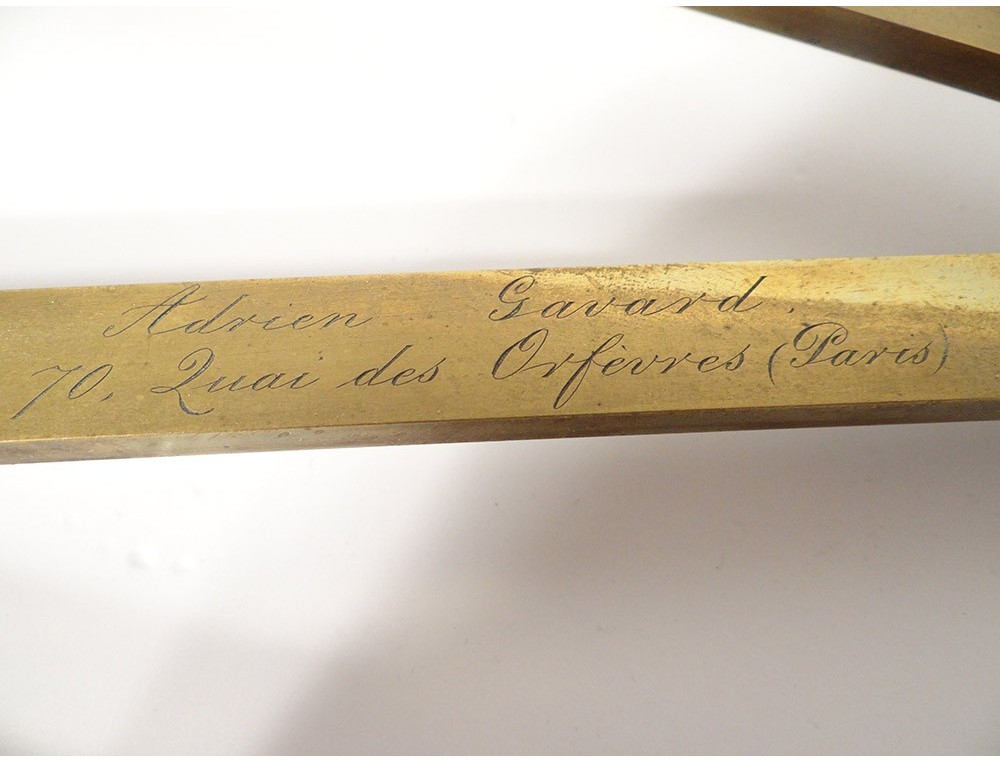 Adrien Gavard.
70, Quai des Orfèvres (Paris)